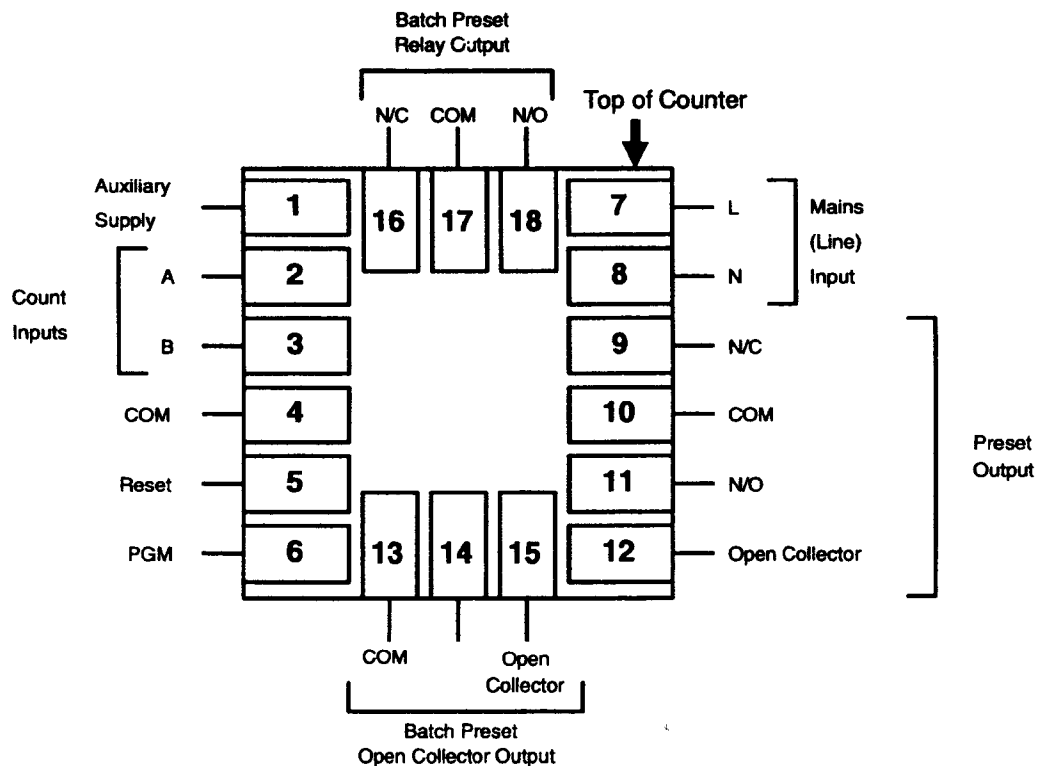 Batch Preset
Relay Output
N/C COM N/O
Top of Counter
Auxiliary
Supply
1
16 17 18
7
L
Mains
(Line)
Input
Count
Inputs
A
2
8
N
B
3
9
N/C
COM
4
10
COM
Preset
Output
Reset
5
11
N/O
PGM
6
13 14 15
12
Open Collector
COM
Open
Collector
Batch Preset
Open Collector Output